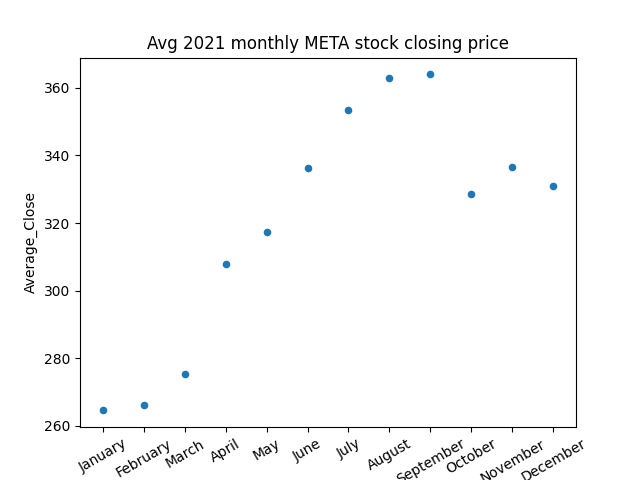 Avg 2021 monthly META stock closing price
Average_Close
360
340
320
300
280
260
January
February
March
April
May
June
July
August
September
October
November
December